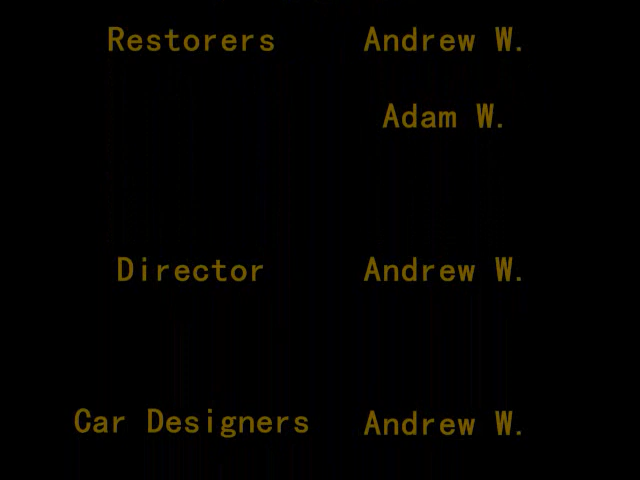 Restorers Andrew W.
Adam W.
Director Andrew W.
Car Designers Andrew W.